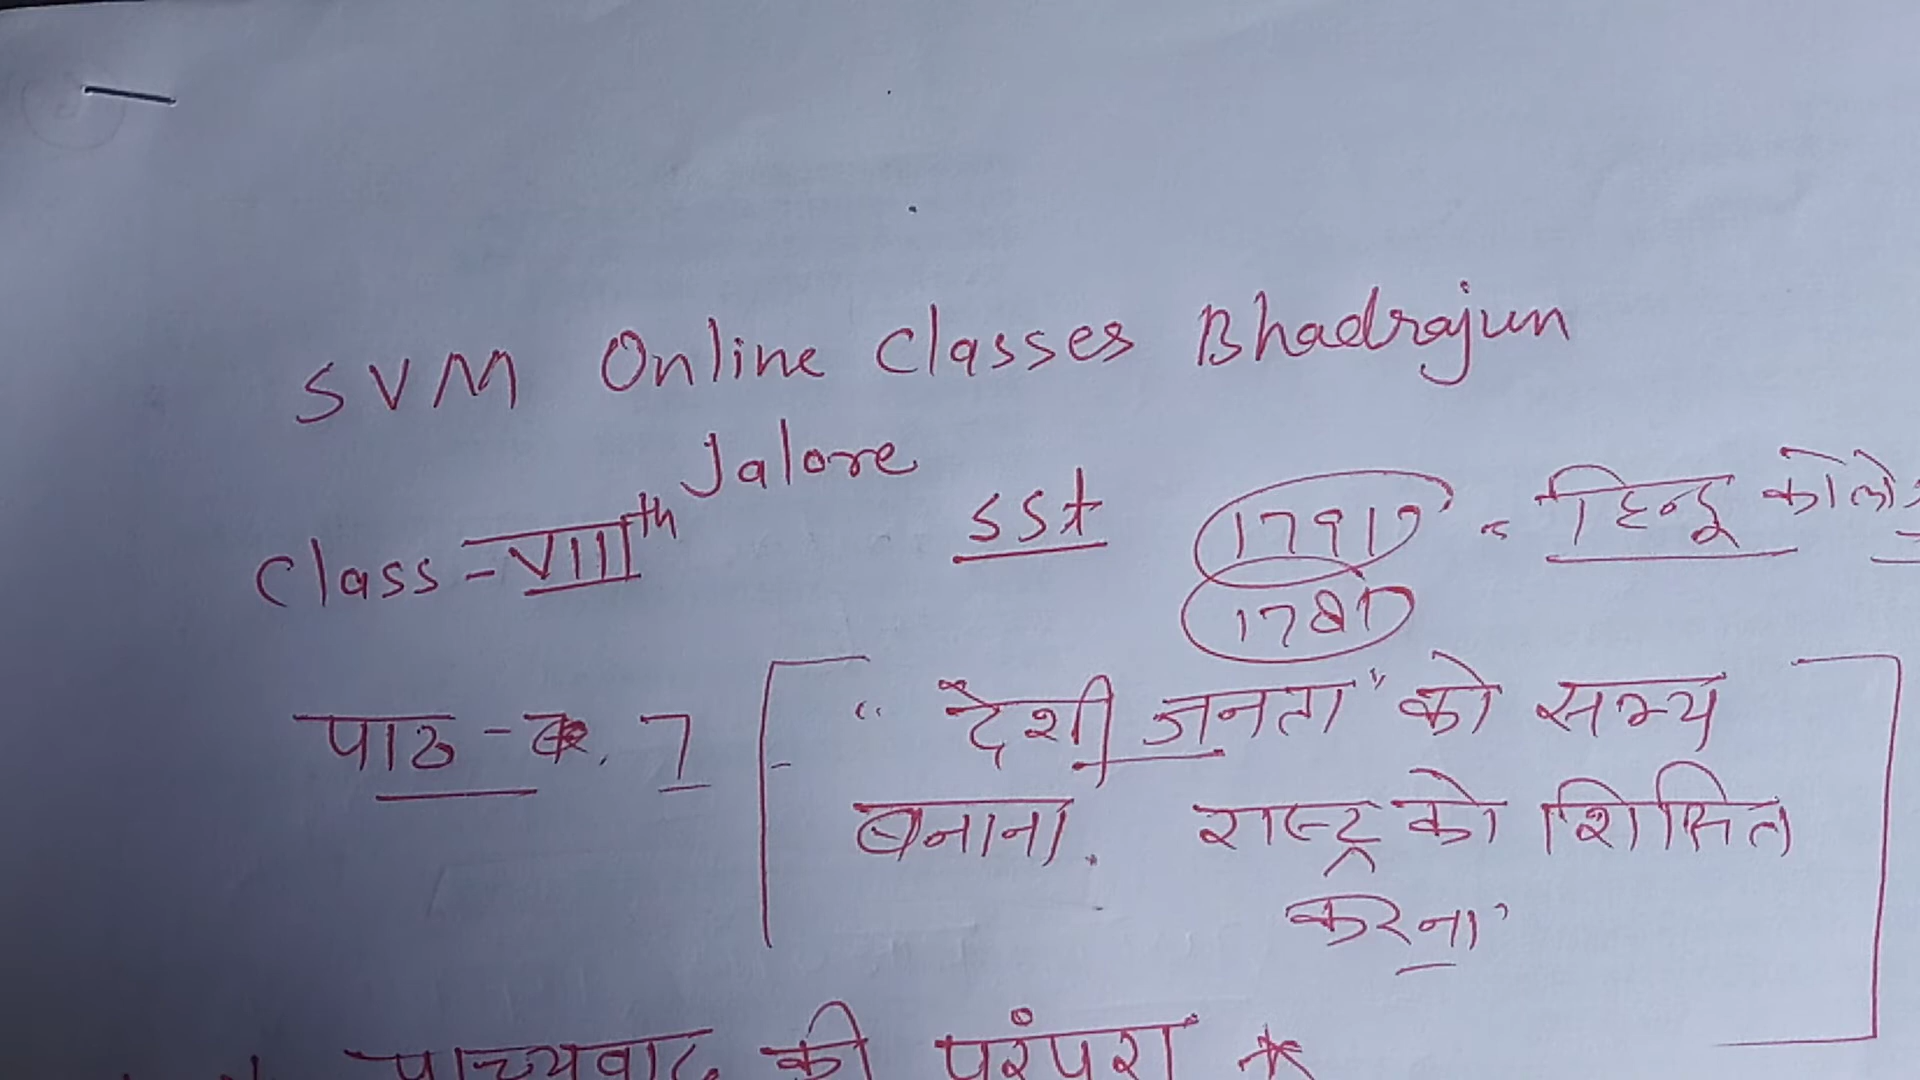 SVM Online Classes Bhadrajun
Jalore
Class - VIIIth SSt 1791 = हिन्दू कोले
1781
पाठ - क्र. 7 [ - "देशी जनता" को सभ्य
बनाना. राष्ट्र को शिक्षित
करना" ]
प्राच्यवाद की परंपरा *